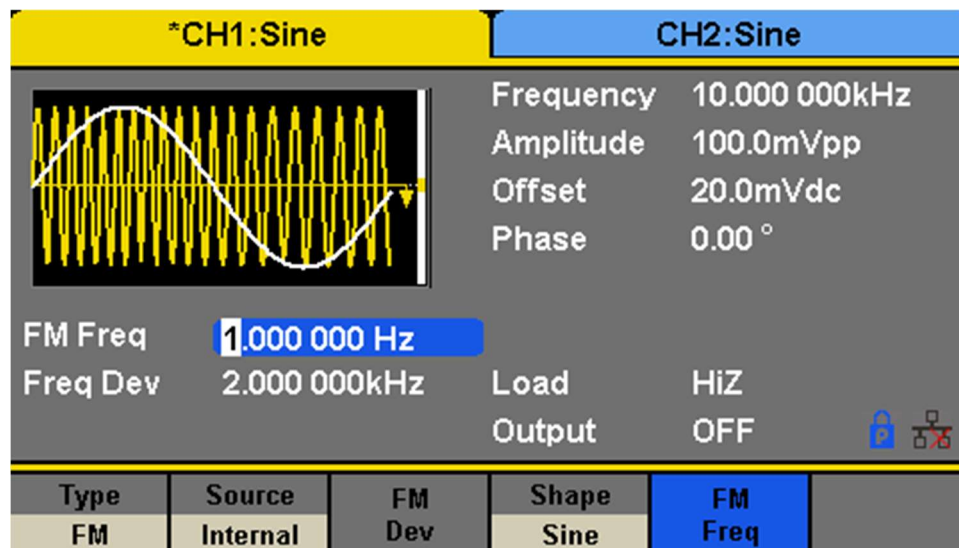 *CH1:Sine
CH2:Sine
Frequency 10.000 000kHz
Amplitude 100.0mVpp
Offset 20.0mVdc
Phase 0.00 °
FM Freq 1.000 000 Hz
Freq Dev 2.000 000kHz
Load HiZ
Output OFF
P
Type
FM
Source
Internal
FM
Dev
Shape
Sine
FM
Freq